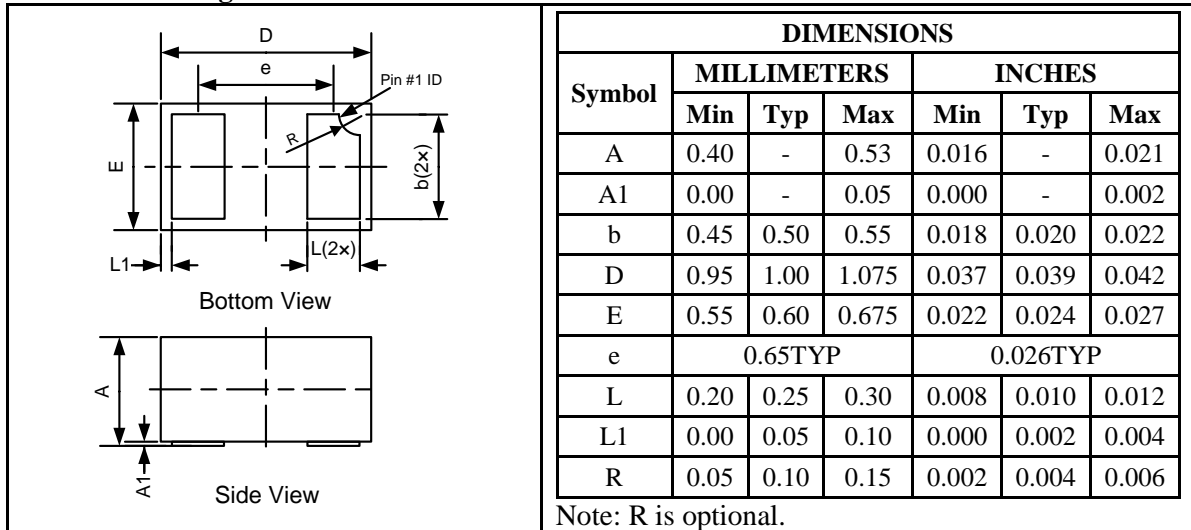 D
e
Pin #1 ID
R
E
b(2×)
L1
L(2×)
Bottom View
A
A1
Side View
DIMENSIONS
Symbol MILLIMETERS INCHES
Min Typ Max Min Typ Max
A 0.40 - 0.53 0.016 - 0.021
A1 0.00 - 0.05 0.000 - 0.002
b 0.45 0.50 0.55 0.018 0.020 0.022
D 0.95 1.00 1.075 0.037 0.039 0.042
E 0.55 0.60 0.675 0.022 0.024 0.027
e 0.65TYP 0.026TYP
L 0.20 0.25 0.30 0.008 0.010 0.012
L1 0.00 0.05 0.10 0.000 0.002 0.004
R 0.05 0.10 0.15 0.002 0.004 0.006
Note: R is optional.